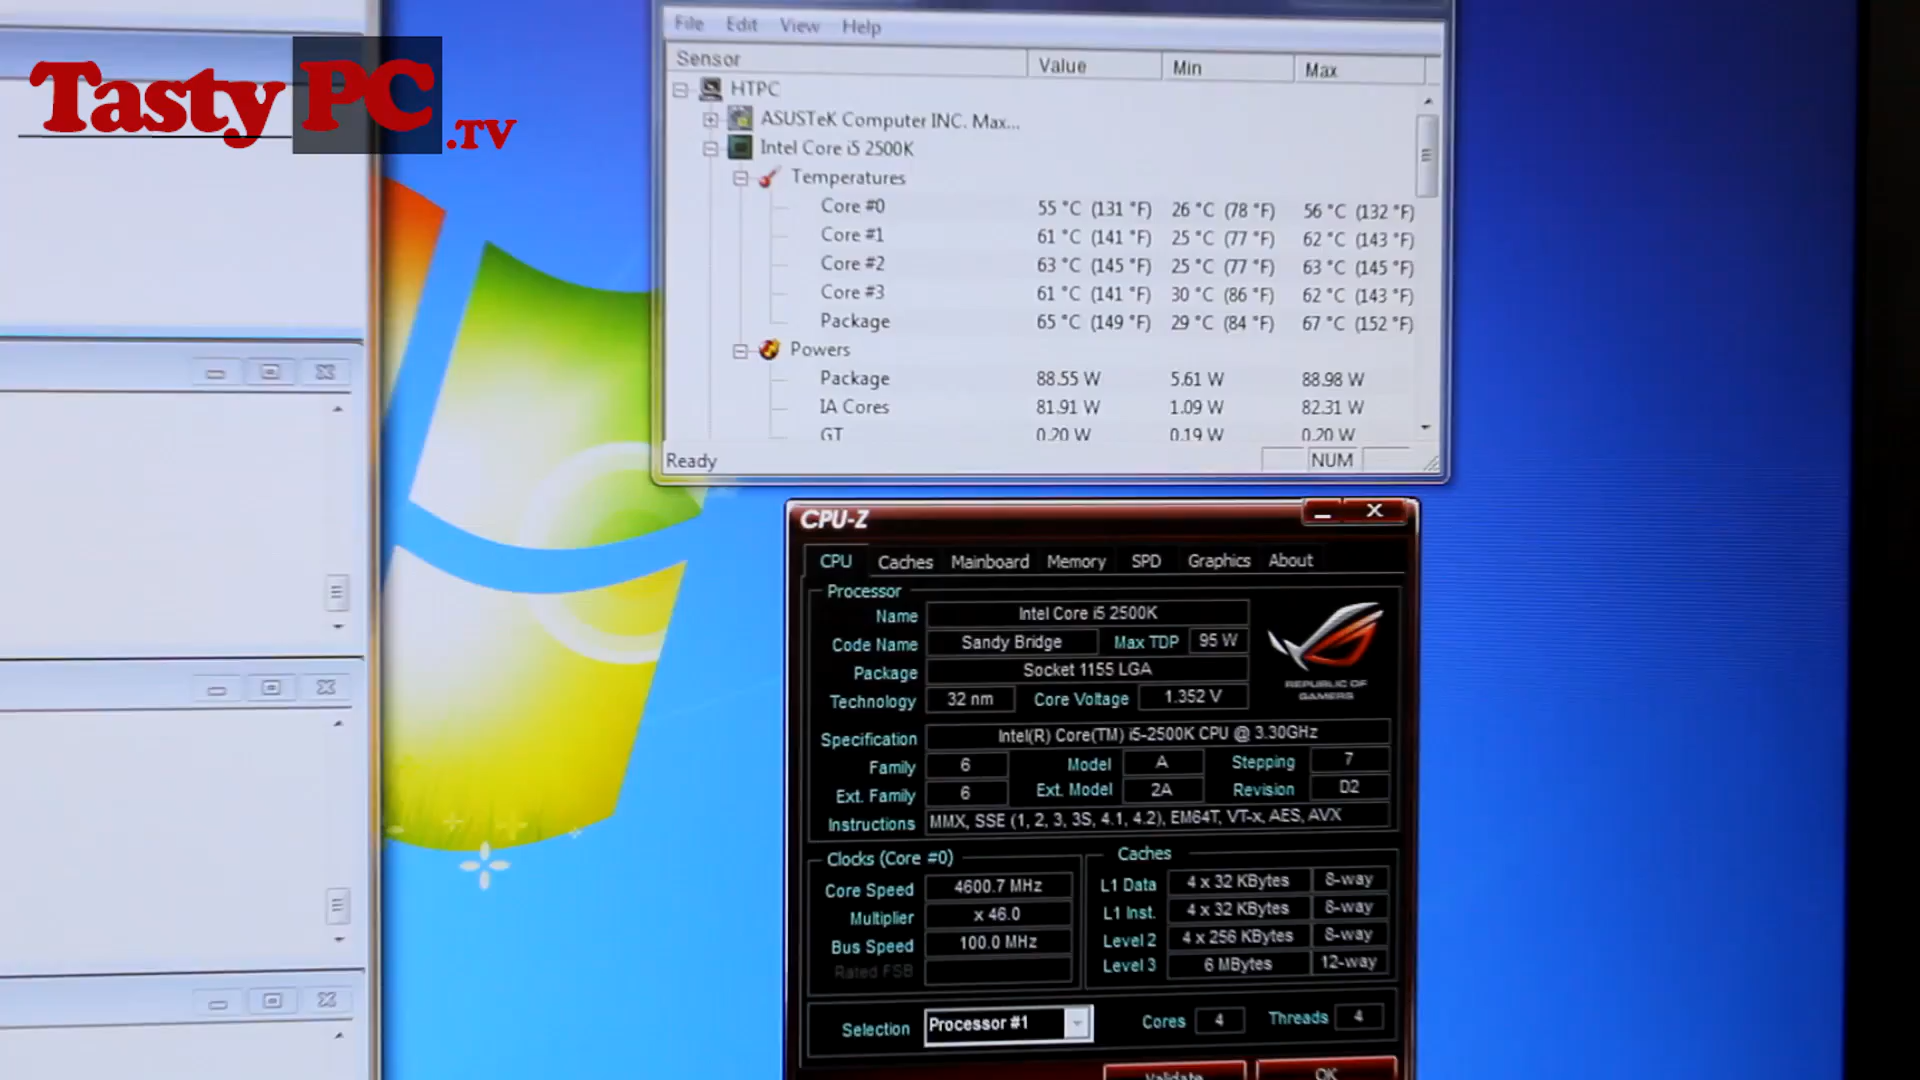 Tasty PC .TV
File Edit View Help
Sensor Value Min Max
HTPC
ASUSTeK Computer INC. Max...
Intel Core i5 2500K
Temperatures
Core #0 55 °C (131 °F) 26 °C (78 °F) 56 °C (132 °F)
Core #1 61 °C (141 °F) 25 °C (77 °F) 62 °C (143 °F)
Core #2 63 °C (145 °F) 25 °C (77 °F) 63 °C (145 °F)
Core #3 61 °C (141 °F) 30 °C (86 °F) 62 °C (143 °F)
Package 65 °C (149 °F) 29 °C (84 °F) 67 °C (152 °F)
Powers
Package 88.55 W 5.61 W 88.98 W
IA Cores 81.91 W 1.09 W 82.31 W
GT 0.20 W 0.19 W 0.20 W
Ready NUM
CPU-Z
CPU Caches Mainboard Memory SPD Graphics About
Processor
Name Intel Core i5 2500K
Code Name Sandy Bridge Max TDP 95 W
Package Socket 1155 LGA
REPUBLIC OF
GAMERS
Technology 32 nm Core Voltage 1.352 V
Specification Intel(R) Core(TM) i5-2500K CPU @ 3.30GHz
Family 6 Model A Stepping 7
Ext. Family 6 Ext. Model 2A Revision D2
Instructions MMX, SSE (1, 2, 3, 3S, 4.1, 4.2), EM64T, VT-x, AES, AVX
Clocks (Core #0) Caches
Core Speed 4600.7 MHz L1 Data 4 x 32 KBytes 8-way
Multiplier x 46.0 L1 Inst. 4 x 32 KBytes 8-way
Bus Speed 100.0 MHz Level 2 4 x 256 KBytes 8-way
Rated FSB Level 3 6 MBytes 12-way
Selection Processor #1 Cores 4 Threads 4
Validate OK